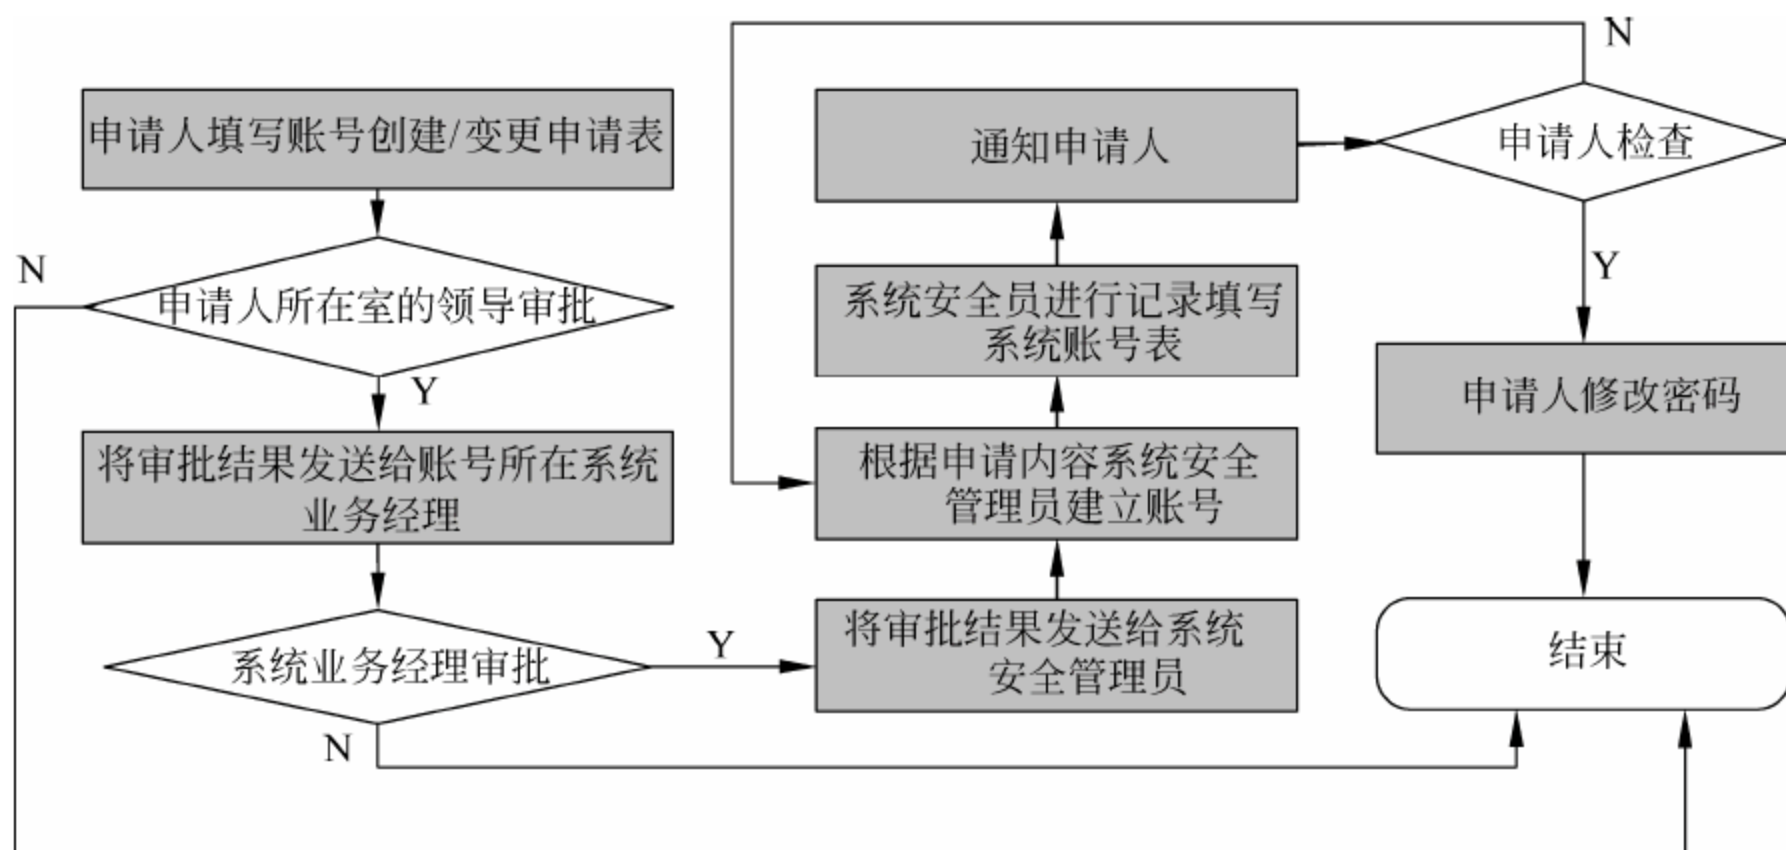 申请人填写账号创建/变更申请表
N
申请人所在室的领导审批
Y
将审批结果发送给账号所在系统
业务经理
系统业务经理审批
Y
N
将审批结果发送给系统
安全管理员
根据申请内容系统安全
管理员建立账号
系统安全员进行记录填写
系统账号表
通知申请人
N
申请人检查
Y
申请人修改密码
结束